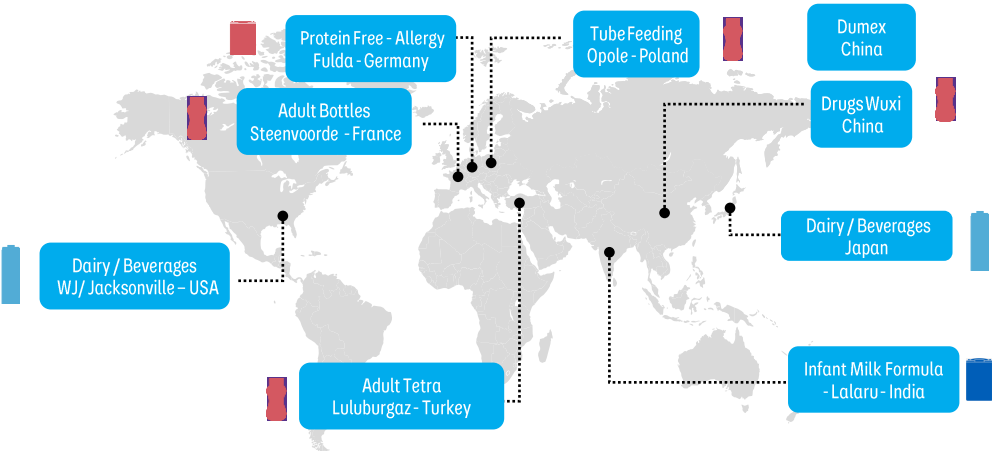 Protein Free - Allergy
Fulda - Germany
Tube Feeding
Opole - Poland
Dumex
China
Adult Bottles
Steenvoorde - France
Drugs Wuxi
China
Dairy / Beverages
Japan
Dairy / Beverages
WJ/ Jacksonville – USA
Infant Milk Formula
- Lalaru - India
Adult Tetra
Luluburgaz - Turkey